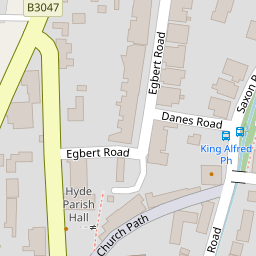 B3047
Egbert Road
Danes Road
Saxon R
King Alfred
Ph
Egbert Road
Hyde
Parish
Hall
Church Path
Road